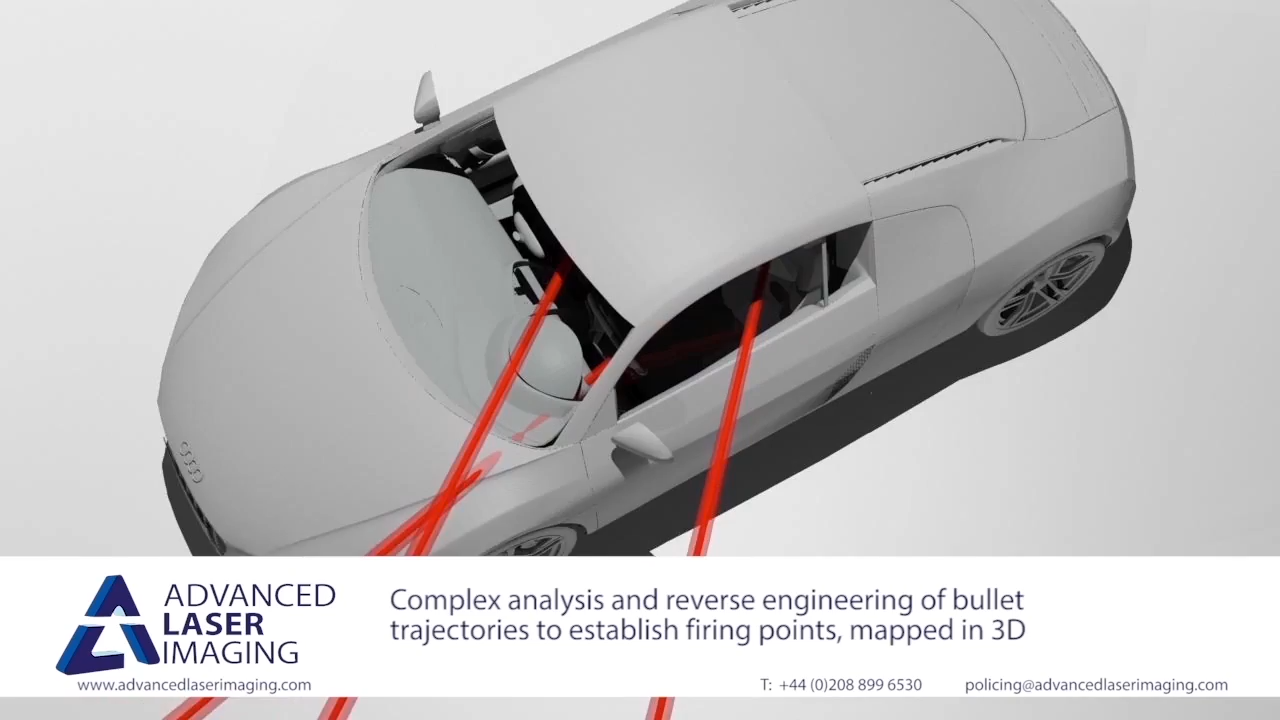 ADVANCED
LASER
IMAGING
www.advancedlaserimaging.com
Complex analysis and reverse engineering of bullet
trajectories to establish firing points, mapped in 3D
T: +44 (0)208 899 6530
policing@advancedlaserimaging.com